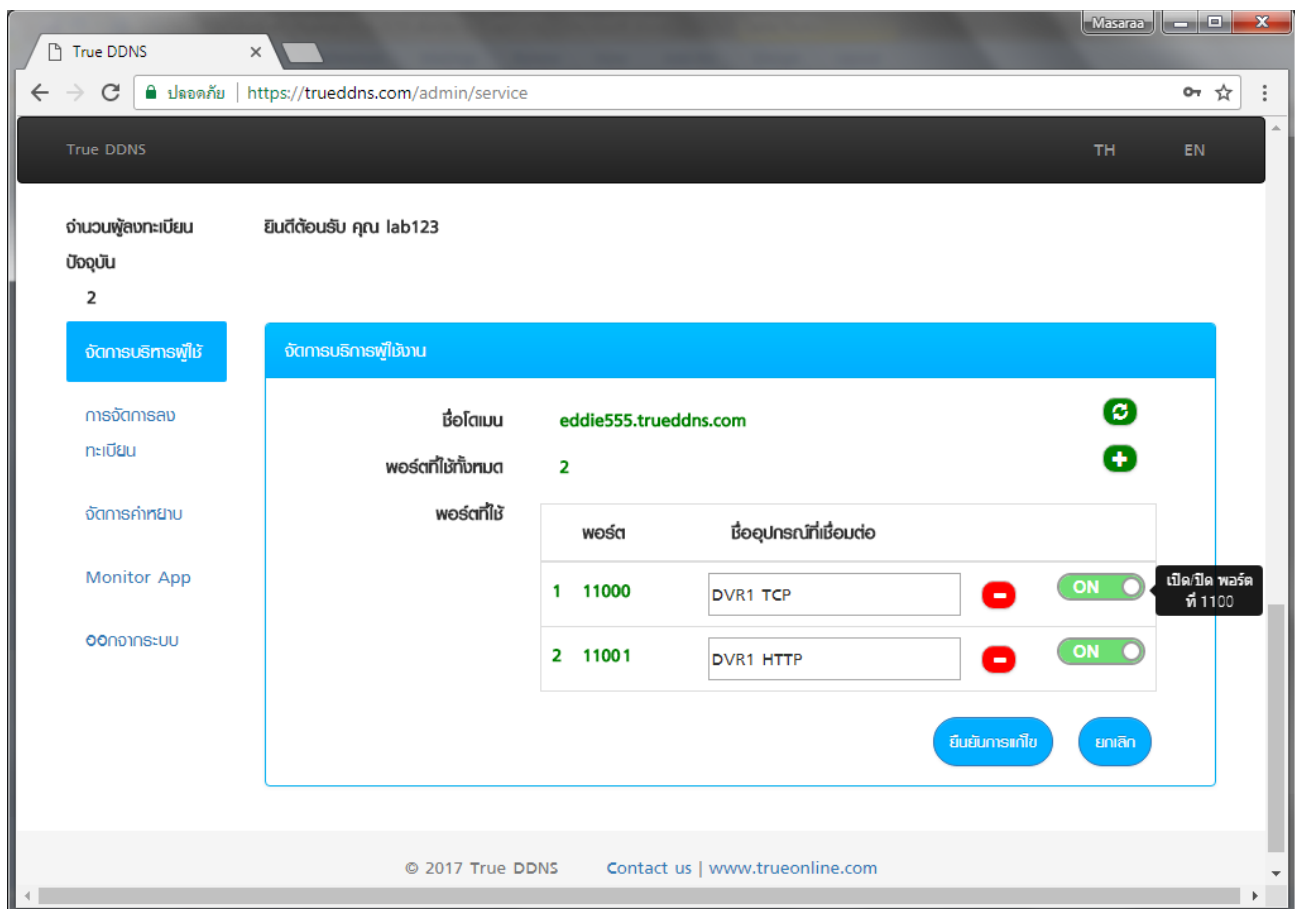 Masaraa
True DDNS
ปลอดภัย | https://trueddns.com/admin/service
True DDNS TH EN
จำนวนผู้ลงทะเบียน
ปัจจุบัน
2
ยินดีต้อนรับ คุณ lab123
จัดการบริการผู้ใช้
การจัดการลง
ทะเบียน
จัดการคำหยาบ
Monitor App
ออกจากระบบ
จัดการบริการผู้ใช้งาน
ชื่อโดเมน eddie555.trueddns.com
พอร์ตที่ใช้ทั้งหมด 2
พอร์ตที่ใช้
พอร์ต ชื่ออุปกรณ์ที่เชื่อมต่อ
1 11000 DVR1 TCP ON
เปิด/ปิด พอร์ต
ที่ 1100
2 11001 DVR1 HTTP ON
ยืนยันการแก้ไข ยกเลิก
© 2017 True DDNS Contact us | www.trueonline.com